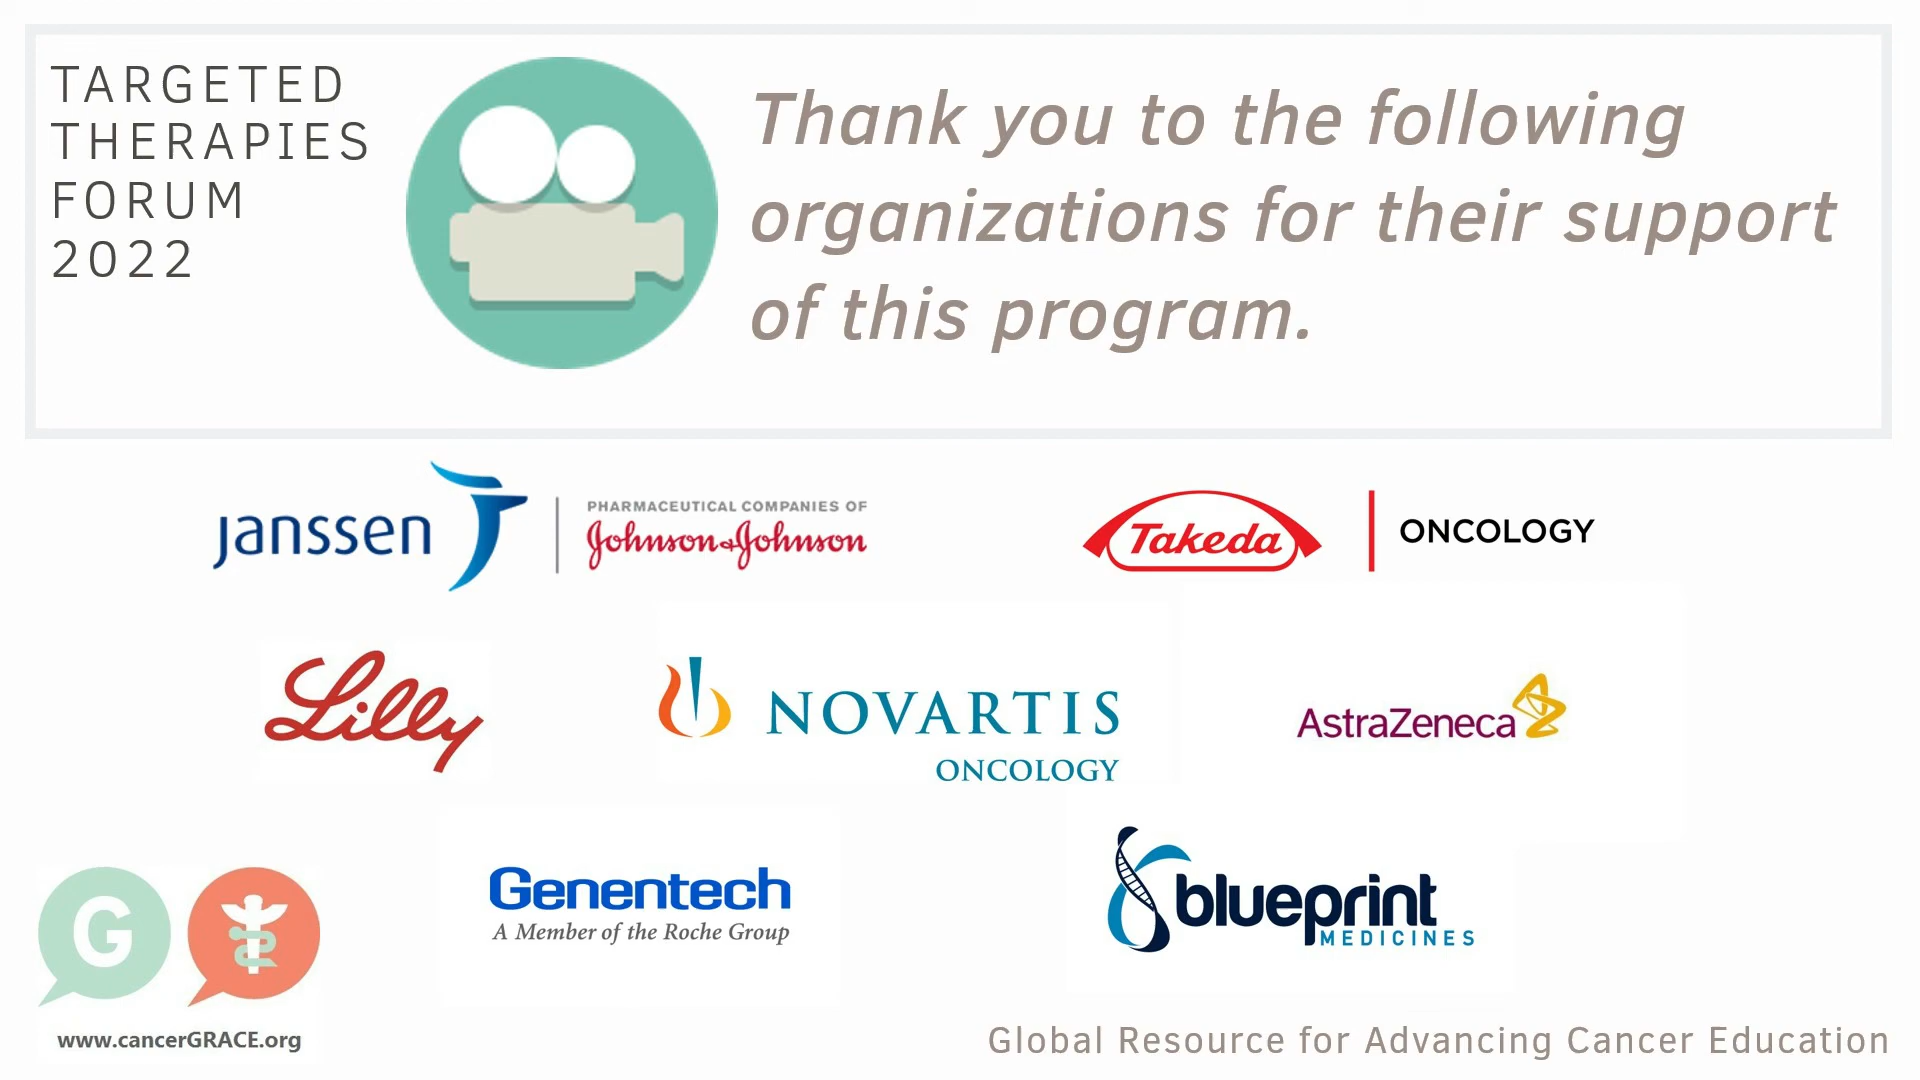 TARGETED
THERAPIES
FORUM
2022
Thank you to the following
organizations for their support
of this program.
Janssen
PHARMACEUTICAL COMPANIES OF
Johnson&Johnson
Takeda
ONCOLOGY
Lilly
NOVARTIS
ONCOLOGY
AstraZeneca
Genentech
A Member of the Roche Group
blueprint
MEDICINES
G
www.cancerGRACE.org
Global Resource for Advancing Cancer Education